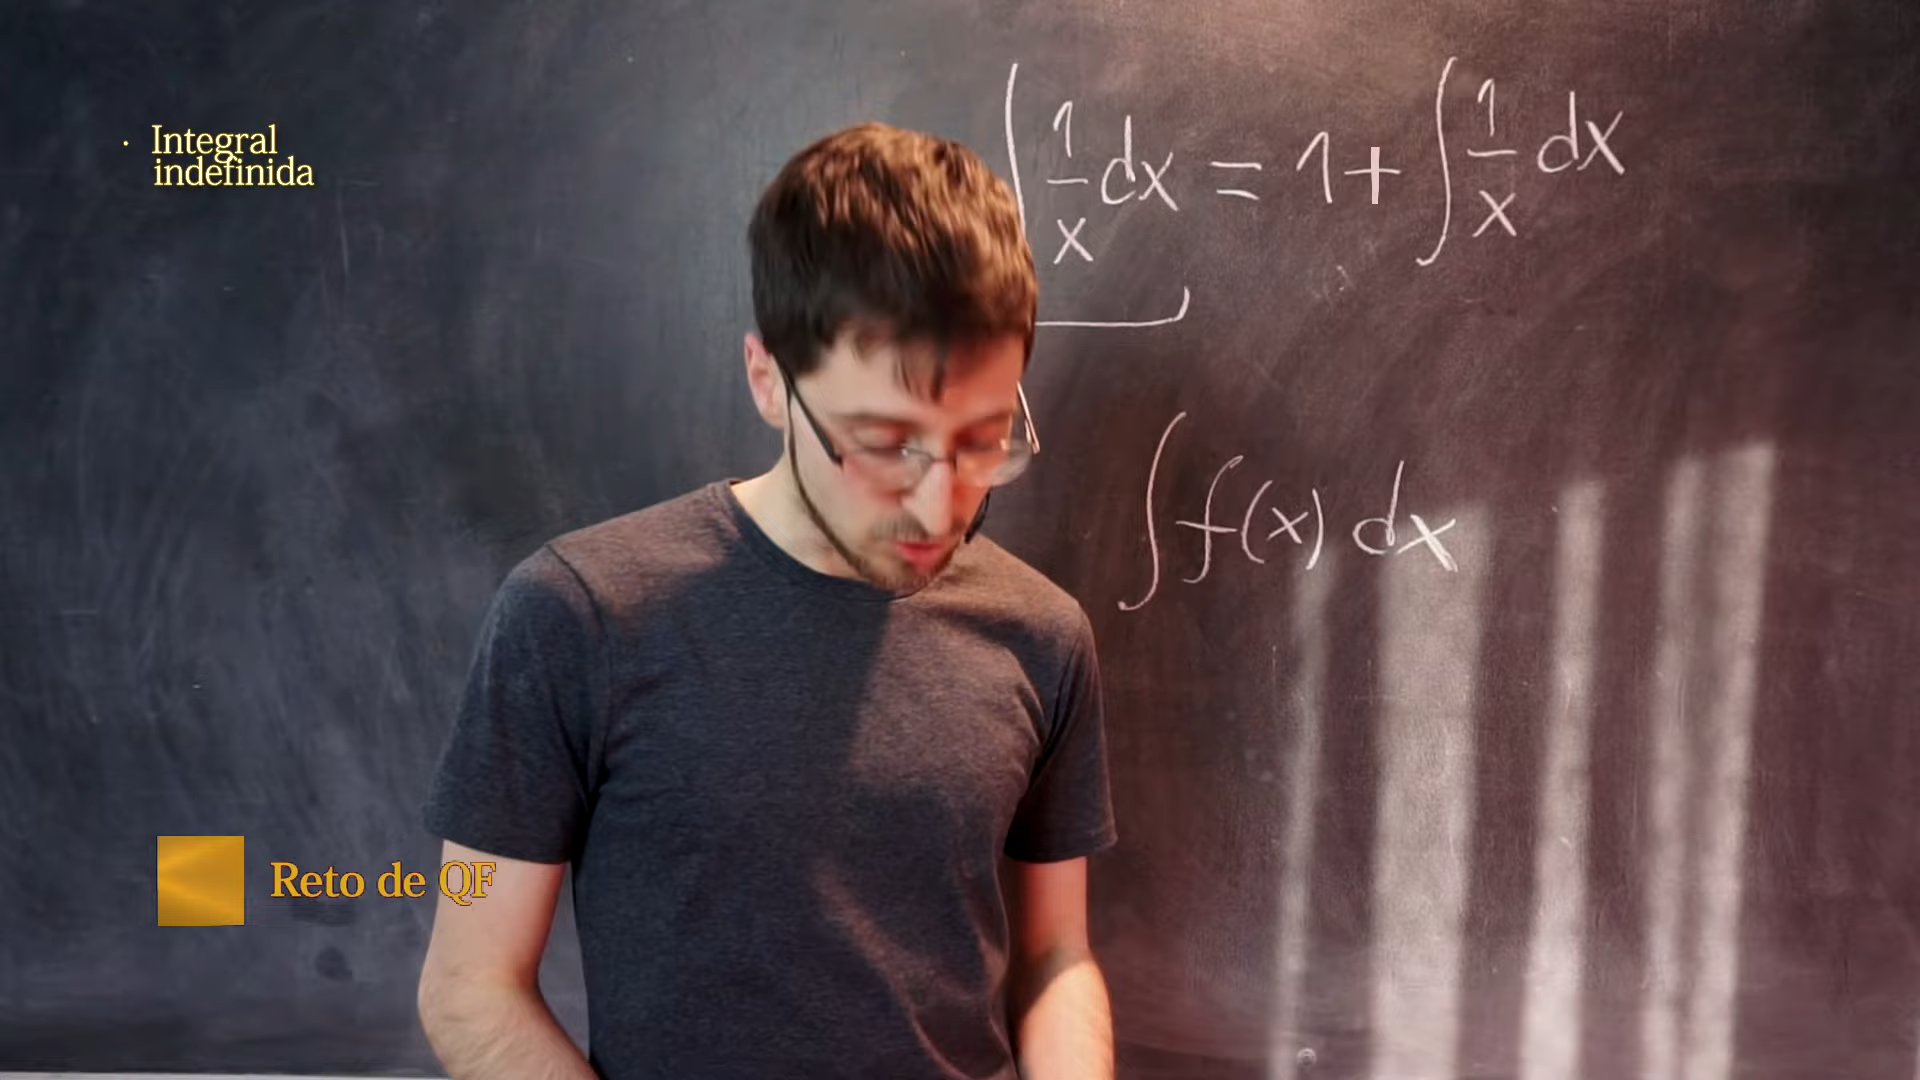 · Integral
indefinida
∫ 1/x dx = 1 + ∫ 1/x dx
∫ f(x) dx
Reto de QF